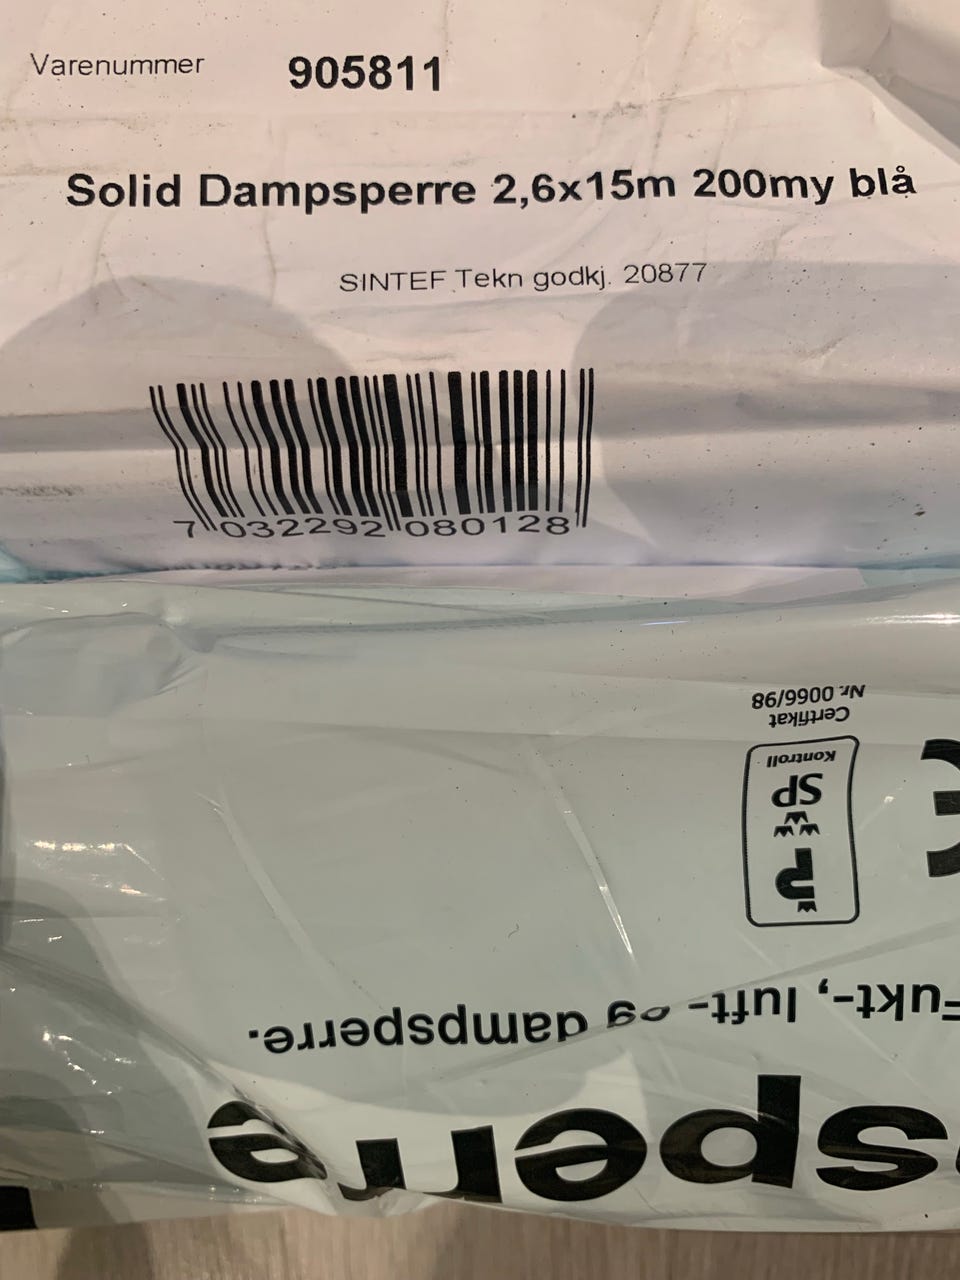 Varenummer 905811
Solid Dampsperre 2,6x15m 200my blå
SINTEF Tekn godkj. 20877
7 032292 080128
Nr. 0066/98
Certifikat
Kontroll
SP
P
Fukt-, luft- og dampsperre.
sperre